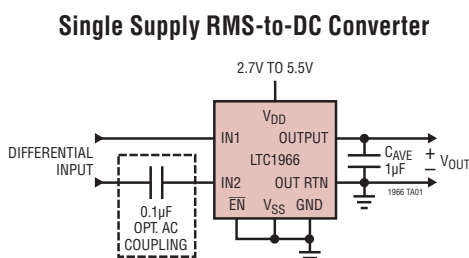 Single Supply RMS-to-DC Converter
2.7V TO 5.5V
VDD
IN1
OUTPUT
DIFFERENTIAL
INPUT
LTC1966
CAVE
1µF
+
–
VOUT
IN2
OUT RTN
1966 TA01
EN
VSS
GND
0.1µF
OPT. AC
COUPLING